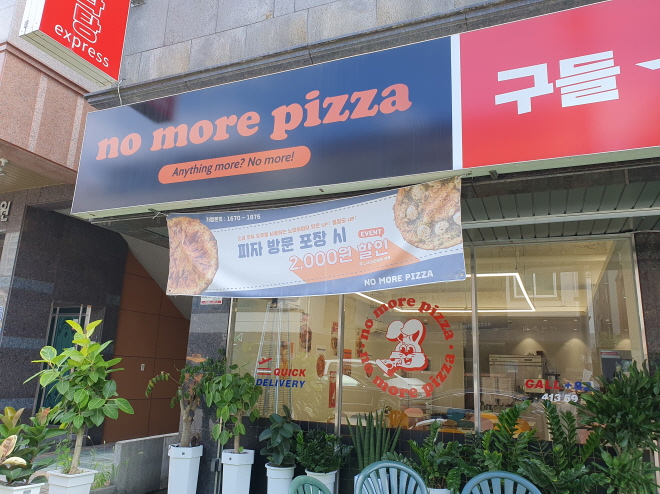 express
no more pizza
Anything more? No more!
구들
가맹문의 : 1670 - 1875
피자 방문 포장 시
EVENT
2,000원 할인
NO MORE PIZZA
no more pizza
no more pizza
QUICK
DELIVERY
CALL
413